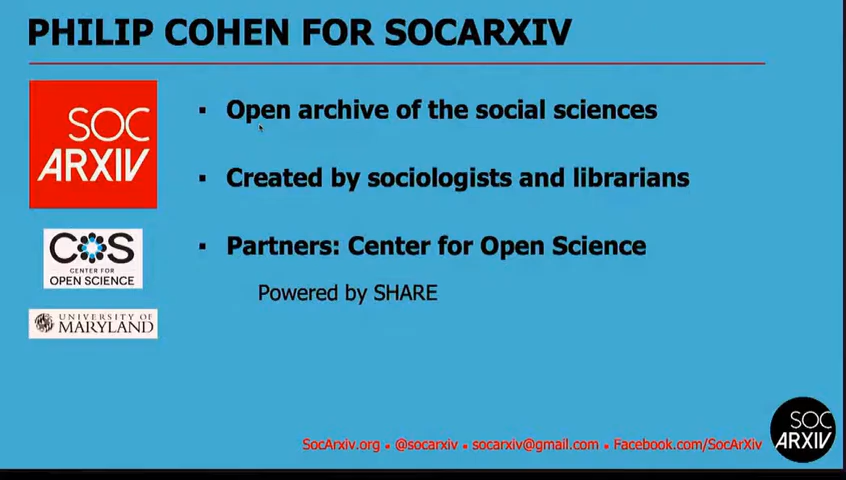 PHILIP COHEN FOR SOCARXIV
SOC
ARXIV
▪ Open archive of the social sciences
▪ Created by sociologists and librarians
▪ Partners: Center for Open Science
Powered by SHARE
COS
CENTER FOR
OPEN SCIENCE
UNIVERSITY OF
MARYLAND
SocArxiv.org ▪ @socarxiv ▪ socarxiv@gmail.com ▪ Facebook.com/SocArXiv
SOC
ARXIV